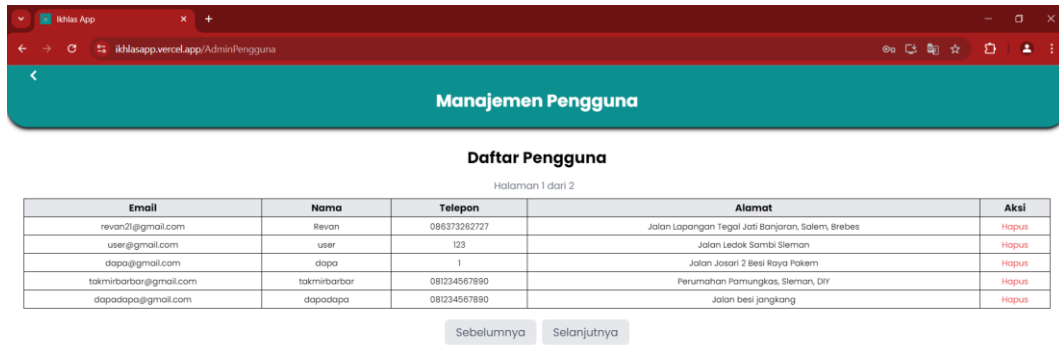 Ikhlas App
ikhlasapp.vercel.app/AdminPengguna
Manajemen Pengguna
Daftar Pengguna
Halaman 1 dari 2
Email Nama Telepon Alamat Aksi
revan21@gmail.com Revan 086373262727 Jalan Lapangan Tegal Jati Banjaran, Salem, Brebes Hapus
user@gmail.com user 123 Jalan Ledok Sambi Sleman Hapus
dapa@gmail.com dapa 1 Jalan Josari 2 Besi Raya Pakem Hapus
takmirbarbar@gmail.com takmirbarbar 081234567890 Perumahan Pamungkas, Sleman, DIY Hapus
dapadapa@gmail.com dapadapa 081234567890 Jalan besi jangkang Hapus
Sebelumnya Selanjutnya